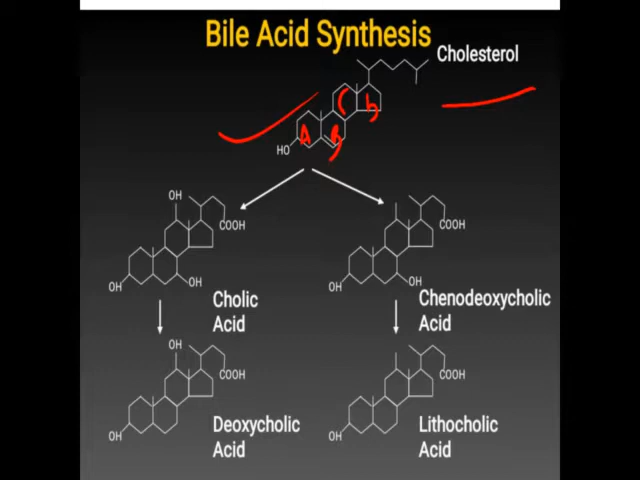 Bile Acid Synthesis
Cholesterol
C
D
A
B
HO
OH
COOH
COOH
OH
OH
OH
OH
Cholic
Acid
Chenodeoxycholic
Acid
OH
COOH
COOH
OH
Deoxycholic
Acid
OH
Lithocholic
Acid